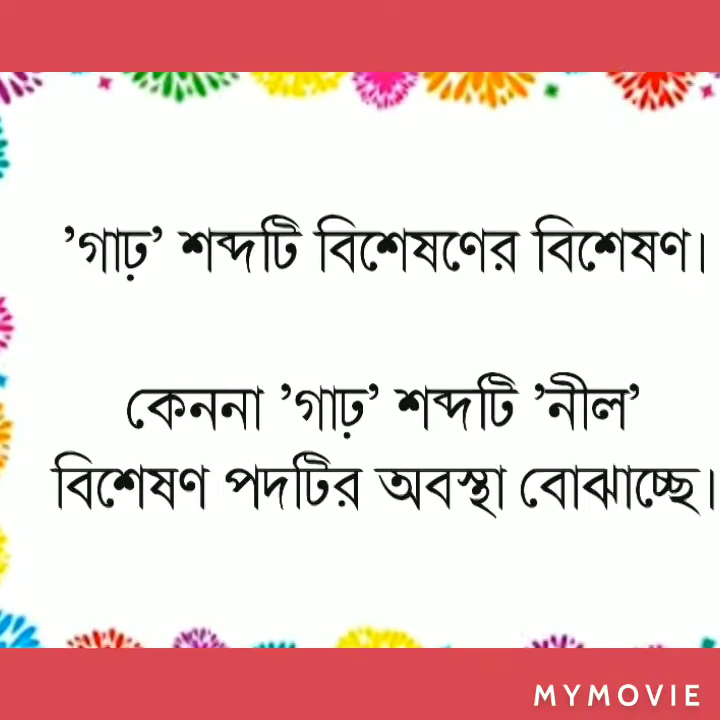 ’গাঢ়’ শব্দটি বিশেষণের বিশেষণ।
কেননা ’গাঢ়’ শব্দটি ’নীল’
বিশেষণ পদটির অবস্থা বোঝাচ্ছে।
MYMOVIE